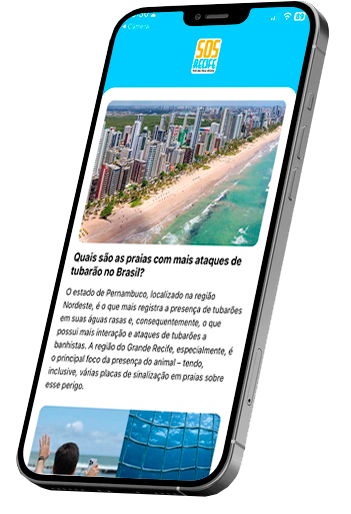 Camera
89
SOS
RECIFE
Quais são as praias com mais ataques de
tubarão no Brasil?
O estado de Pernambuco, localizado na região
Nordeste, é o que mais registra a presença de tubarões
em suas águas rasas e, consequentemente, o que
possui mais interação e ataques de tubarões a
banhistas. A região do Grande Recife, especialmente, é
o principal foco da presença do animal – tendo,
inclusive, várias placas de sinalização em praias sobre
esse perigo.